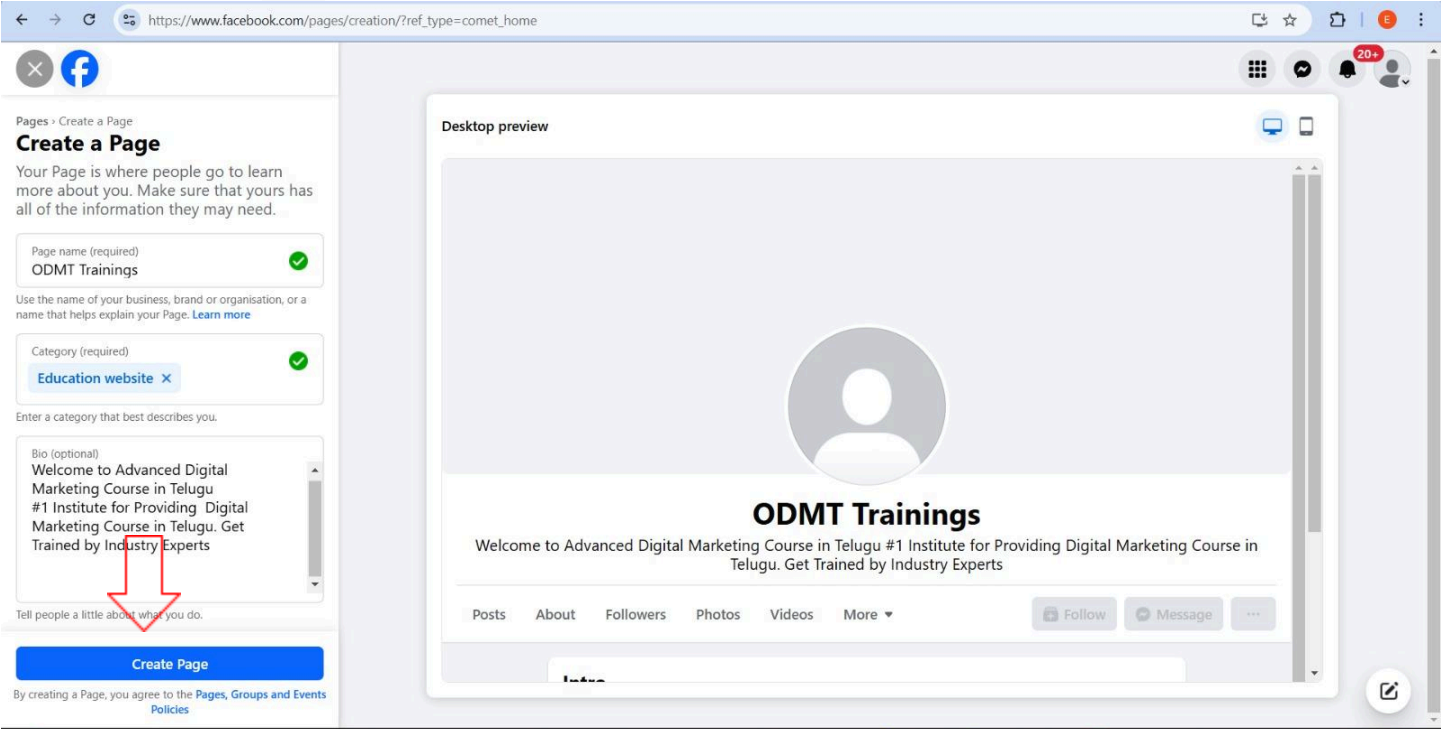 https://www.facebook.com/pages/creation/?ref_type=comet_home
E
20+
Pages › Create a Page
Create a Page
Your Page is where people go to learn
more about you. Make sure that yours has
all of the information they may need.
Page name (required)
ODMT Trainings
Use the name of your business, brand or organisation, or a
name that helps explain your Page. Learn more
Category (required)
Education website ×
Enter a category that best describes you.
Bio (optional)
Welcome to Advanced Digital
Marketing Course in Telugu
#1 Institute for Providing  Digital
Marketing Course in Telugu. Get
Trained by Industry Experts
Tell people a little about what you do.
Create Page
By creating a Page, you agree to the Pages, Groups and Events
Policies
Desktop preview
ODMT Trainings
Welcome to Advanced Digital Marketing Course in Telugu #1 Institute for Providing Digital Marketing Course in
Telugu. Get Trained by Industry Experts
Posts About Followers Photos Videos More Follow Message ...
Intro